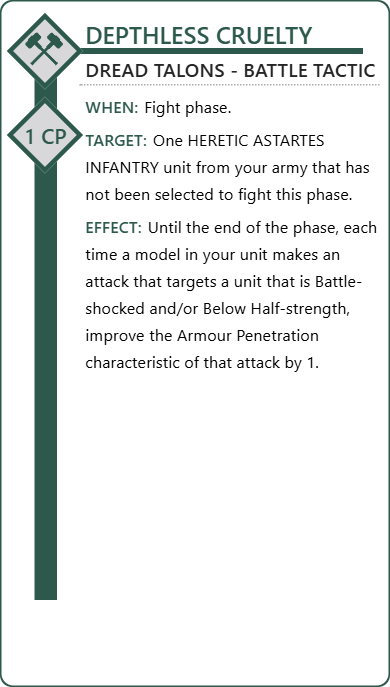 DEPTHLESS CRUELTY
DREAD TALONS - BATTLE TACTIC
1 CP
WHEN: Fight phase.
TARGET: One HERETIC ASTARTES
INFANTRY unit from your army that has
not been selected to fight this phase.
EFFECT: Until the end of the phase, each
time a model in your unit makes an
attack that targets a unit that is Battle-
shocked and/or Below Half-strength,
improve the Armour Penetration
characteristic of that attack by 1.